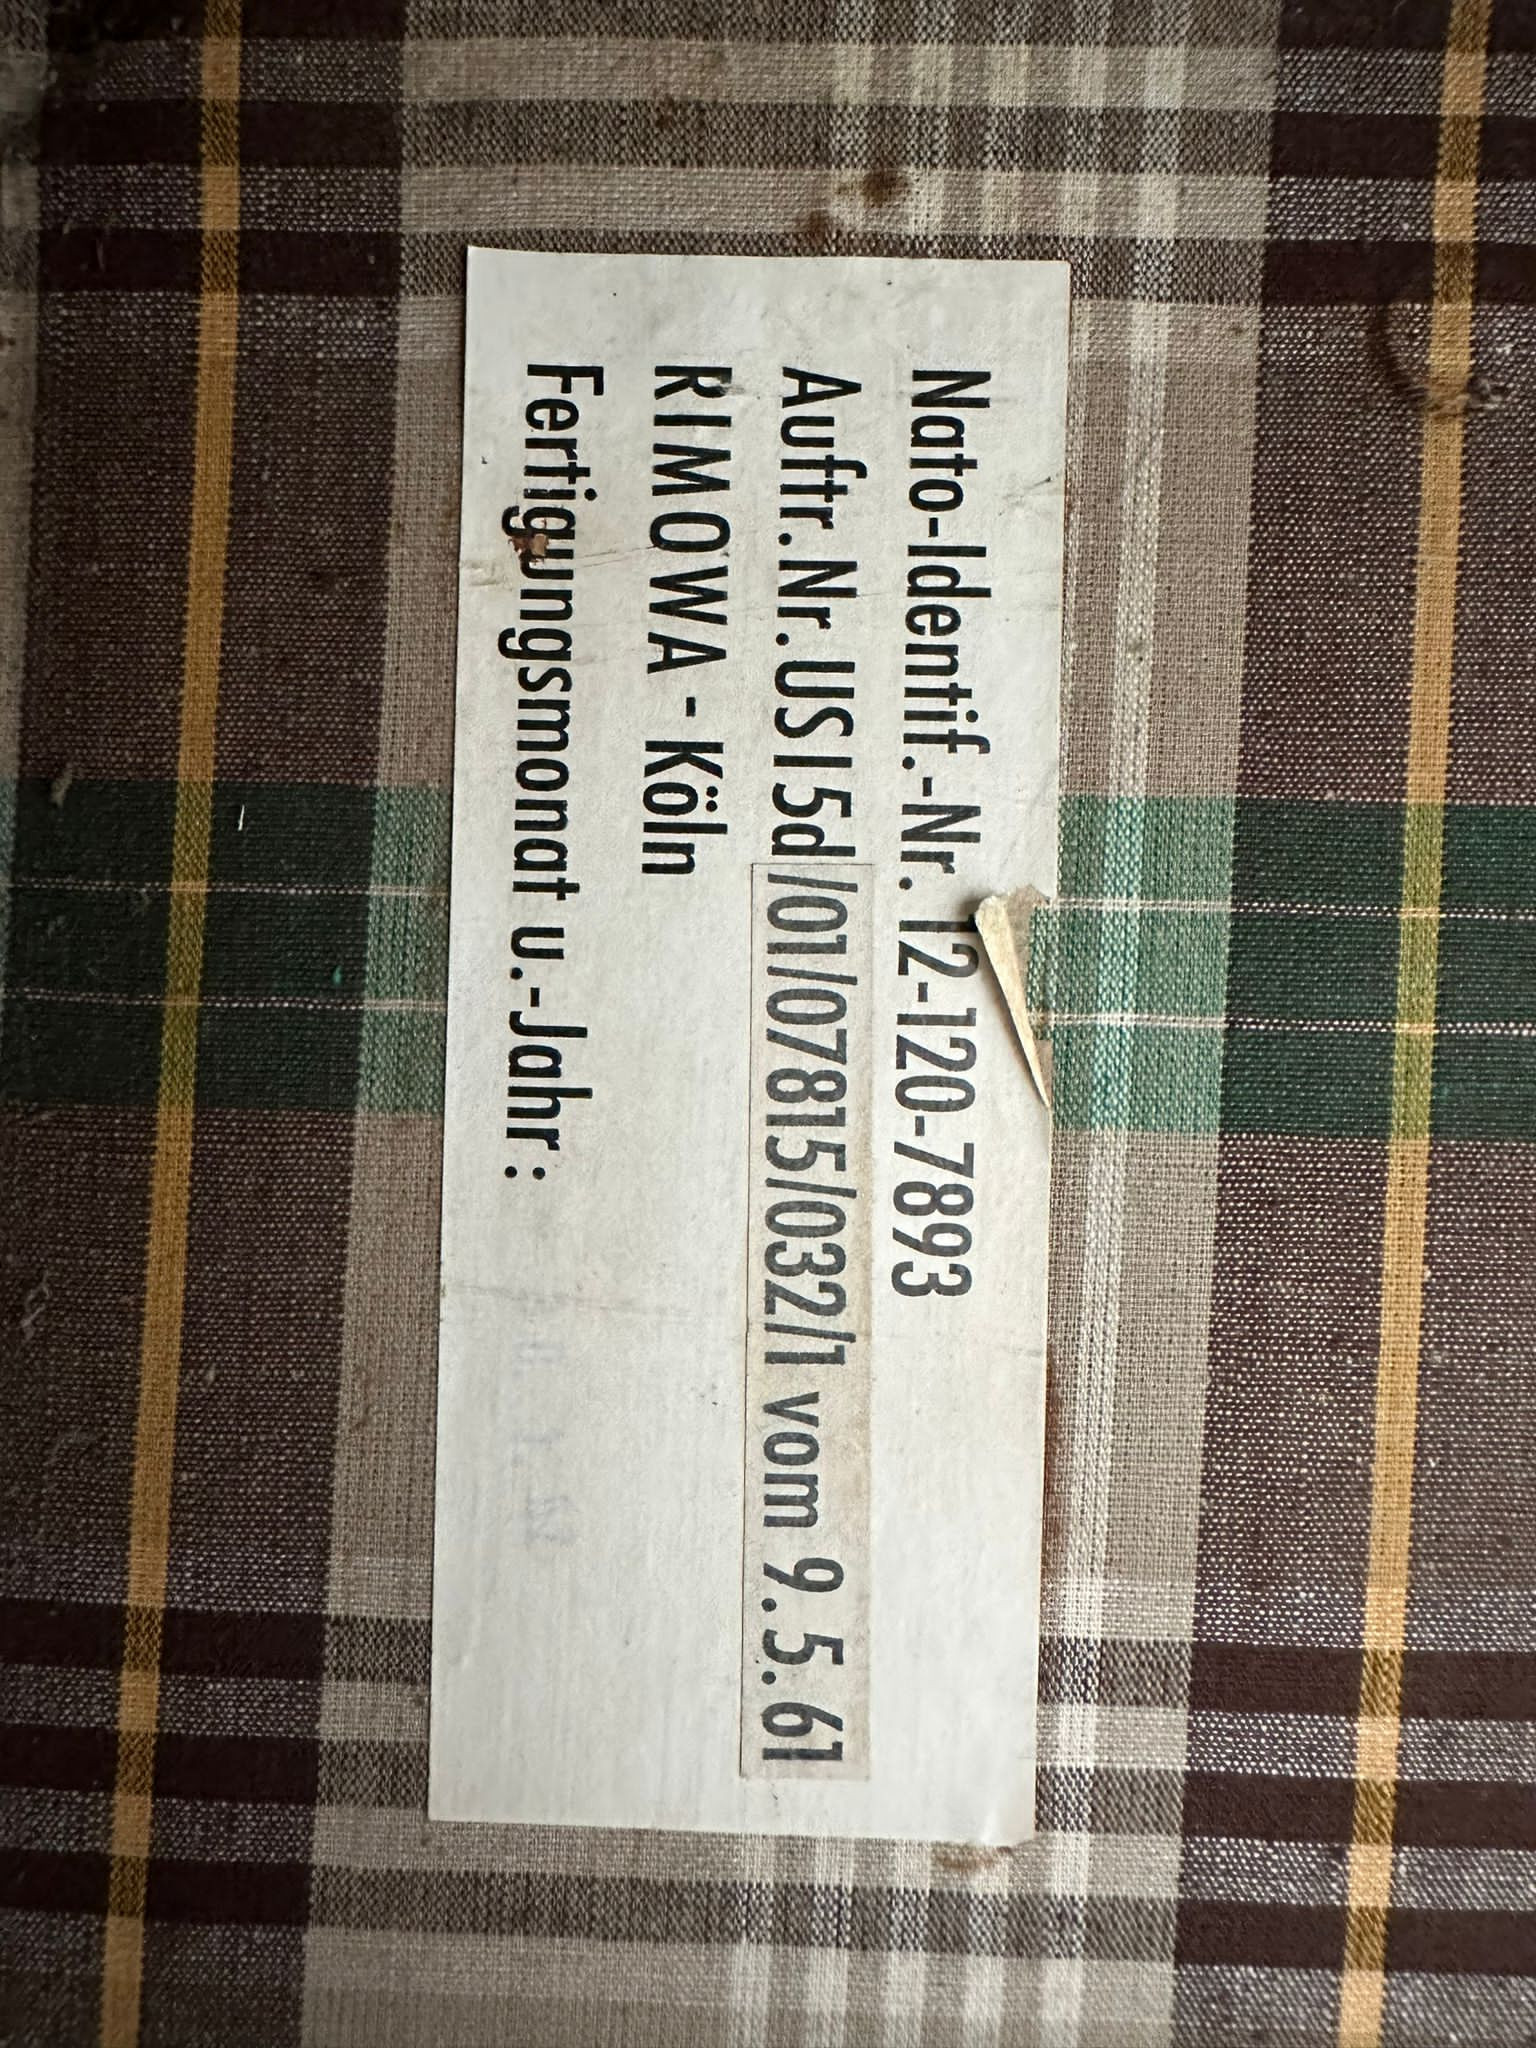 Nato-Identif.-Nr. 12-120-7893
Auftr. Nr. US15d/01/07815/032/1 vom 9.5.61
RIMOWA - Köln
Fertigungsmonat u.-Jahr: